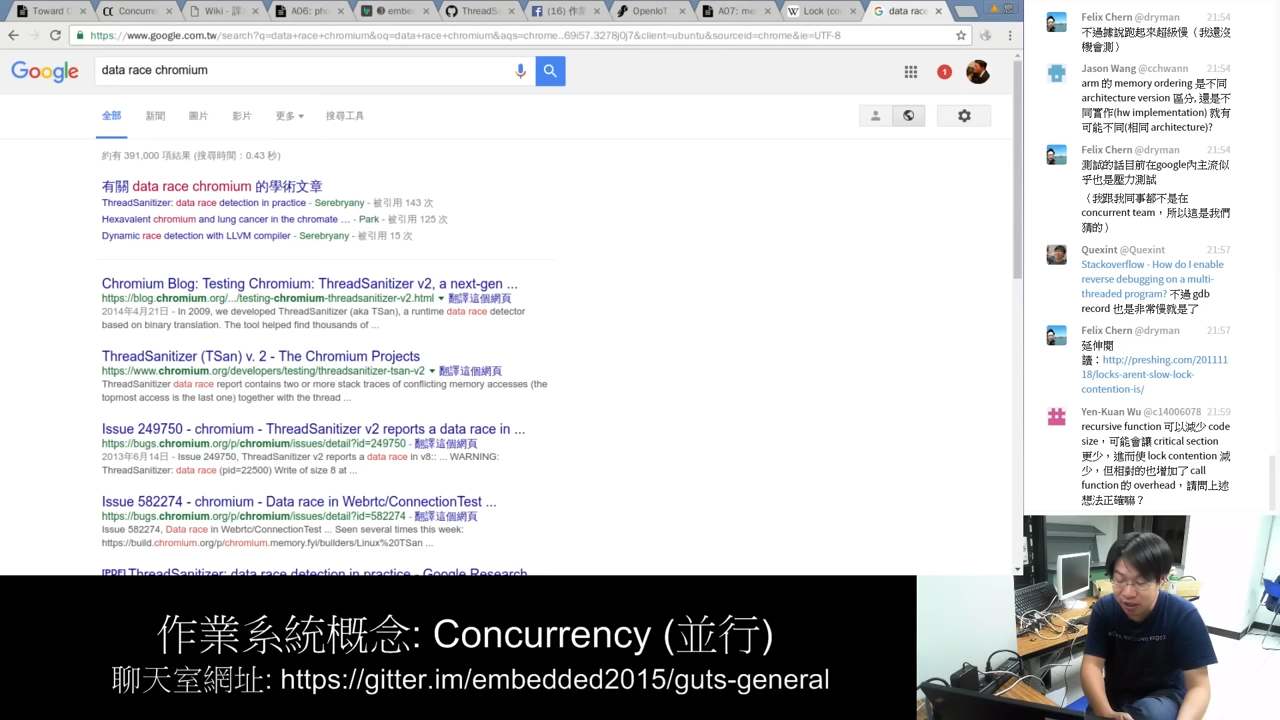 Toward C
Concurre
Wiki - 課
A06: pho
embe
ThreadS
(16) 作業
OpenIoT
A07: me
Lock (co
data race
https://www.google.com.tw/search?q=data+race+chromium&oq=data+race+chromium&aqs=chrome..69i57.3278j0j7&client=ubuntu&sourceid=chrome&ie=UTF-8
Google
data race chromium
1
全部 新聞 圖片 影片 更多 搜尋工具
約有 391,000 項結果 (搜尋時間：0.43 秒)
有關 data race chromium 的學術文章
ThreadSanitizer: data race detection in practice - Serebryany - 被引用 143 次
Hexavalent chromium and lung cancer in the chromate ... - Park - 被引用 125 次
Dynamic race detection with LLVM compiler - Serebryany - 被引用 15 次
Chromium Blog: Testing Chromium: ThreadSanitizer v2, a next-gen ...
https://blog.chromium.org/.../testing-chromium-threadsanitizer-v2.html 翻譯這個網頁
2014年4月21日 - In 2009, we developed ThreadSanitizer (aka TSan), a runtime data race detector
based on binary translation. The tool helped find thousands of ...
ThreadSanitizer (TSan) v. 2 - The Chromium Projects
https://www.chromium.org/developers/testing/threadsanitizer-tsan-v2 翻譯這個網頁
ThreadSanitizer data race report contains two or more stack traces of conflicting memory accesses (the
topmost access is the last one) together with the thread ...
Issue 249750 - chromium - ThreadSanitizer v2 reports a data race in ...
https://bugs.chromium.org/p/chromium/issues/detail?id=249750 - 翻譯這個網頁
2013年6月14日 - Issue 249750, ThreadSanitizer v2 reports a data race in v8:: ... WARNING:
ThreadSanitizer: data race (pid=22500) Write of size 8 at ...
Issue 582274 - chromium - Data race in Webrtc/ConnectionTest ...
https://bugs.chromium.org/p/chromium/issues/detail?id=582274 - 翻譯這個網頁
Issue 582274, Data race in Webrtc/ConnectionTest ... Seen several times this week:
https://build.chromium.org/p/chromium.memory.fyi/builders/Linux%20TSan ...
[PDF] ThreadSanitizer: data race detection in practice - Google Research
Felix Chern @dryman 21:54
不過據說跑起來超級慢（我還沒
機會測）
Jason Wang @cchwann 21:54
arm 的 memory ordering 是不同
architecture version 區分, 還是不
同實作(hw implementation) 就有
可能不同(相同 architecture)?
Felix Chern @dryman 21:54
測試的話目前在google內主流似
乎也是壓力測試
（我跟我同事都不是在
concurrent team，所以這是我們
猜的）
Quexint @Quexint 21:57
Stackoverflow - How do I enable
reverse debugging on a multi-
threaded program? 不過 gdb
record 也是非常慢就是了
Felix Chern @dryman 21:57
延伸閱
讀：http://preshing.com/2011111
18/locks-arent-slow-lock-
contention-is/
Yen-Kuan Wu @c14006078 21:59
recursive function 可以減少 code
size，可能會讓 critical section
更少，進而使 lock contention 減
少，但相對的也增加了 call
function 的 overhead，請問上述
想法正確嘛？
作業系統概念: Concurrency (並行)
聊天室網址: https://gitter.im/embedded2015/guts-general